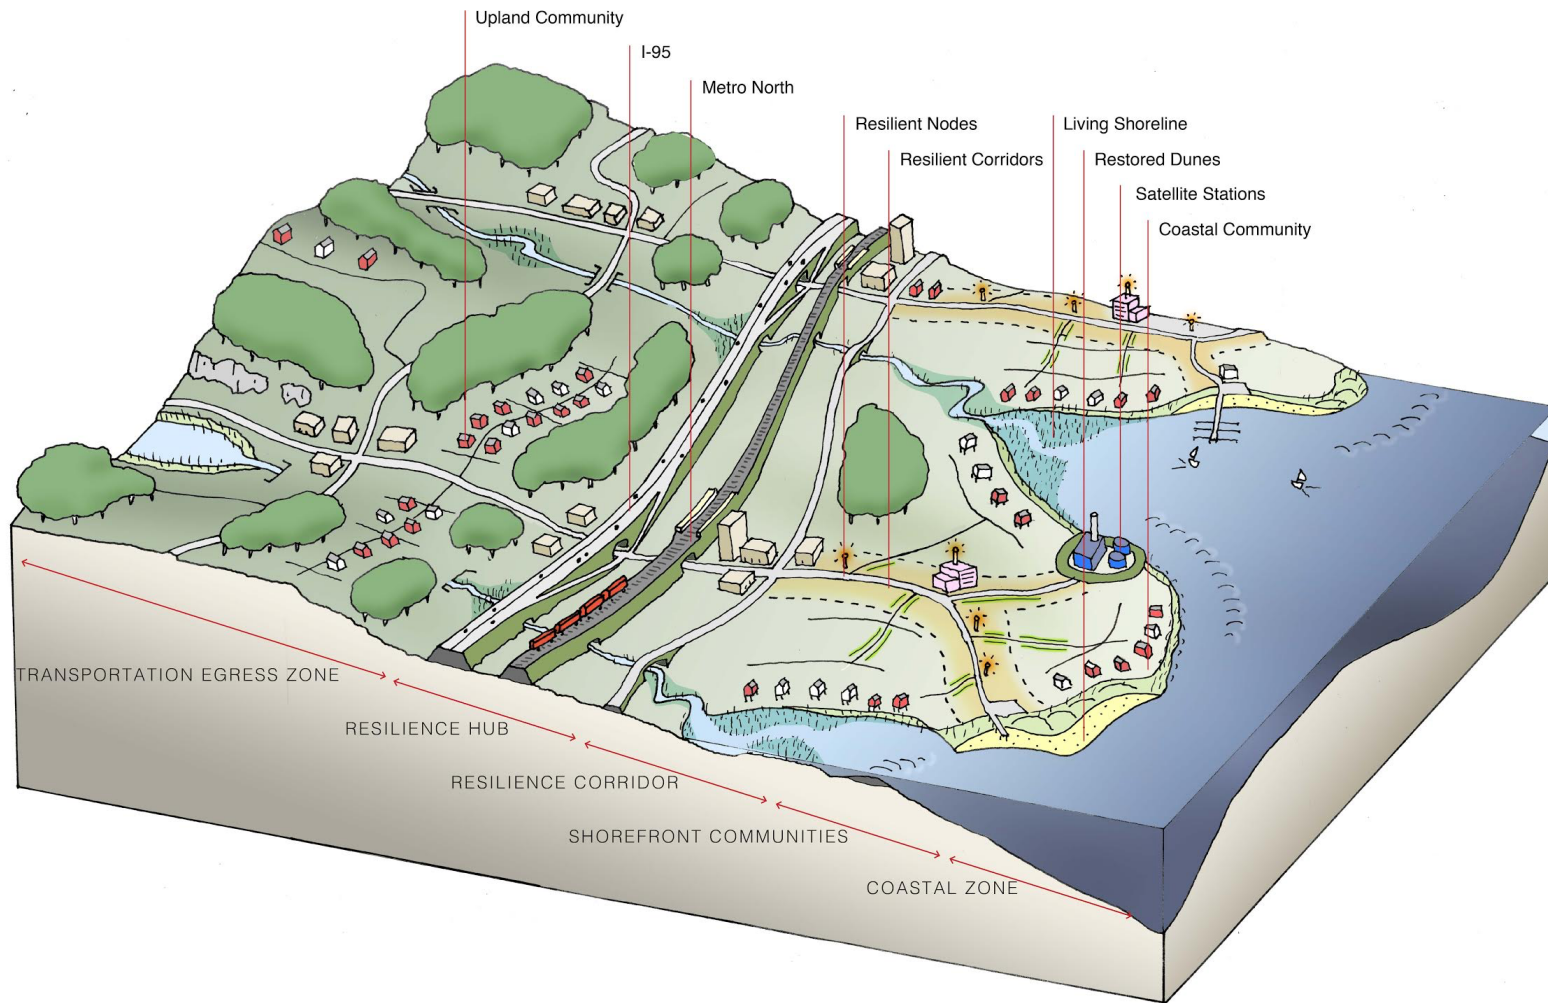 Upland Community
I-95
Metro North
Resilient Nodes
Living Shoreline
Resilient Corridors
Restored Dunes
Satellite Stations
Coastal Community
TRANSPORTATION EGRESS ZONE
RESILIENCE HUB
RESILIENCE CORRIDOR
SHOREFRONT COMMUNITIES
COASTAL ZONE